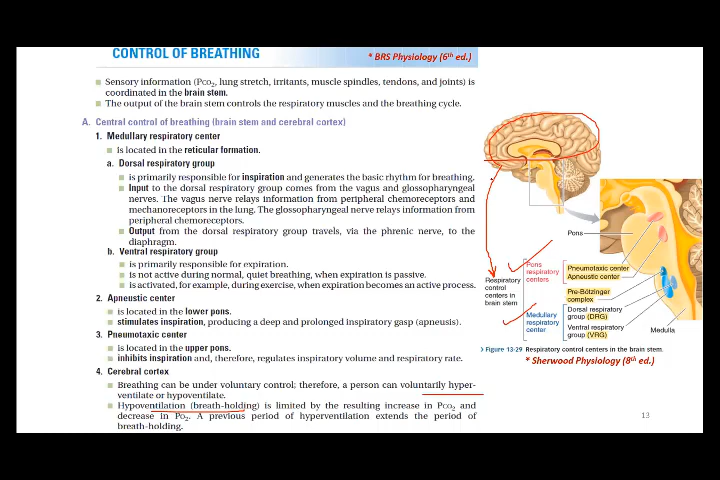 CONTROL OF BREATHING
* BRS Physiology (6th ed.)
■ Sensory information (Pco2, lung stretch, irritants, muscle spindles, tendons, and joints) is
coordinated in the brain stem.
■ The output of the brain stem controls the respiratory muscles and the breathing cycle.
A. Central control of breathing (brain stem and cerebral cortex)
1. Medullary respiratory center
■ is located in the reticular formation.
a. Dorsal respiratory group
■ is primarily responsible for inspiration and generates the basic rhythm for breathing.
■ Input to the dorsal respiratory group comes from the vagus and glossopharyngeal
nerves. The vagus nerve relays information from peripheral chemoreceptors and
mechanoreceptors in the lung. The glossopharyngeal nerve relays information from
peripheral chemoreceptors.
■ Output from the dorsal respiratory group travels, via the phrenic nerve, to the
diaphragm.
b. Ventral respiratory group
■ is primarily responsible for expiration.
■ is not active during normal, quiet breathing, when expiration is passive.
■ is activated, for example, during exercise, when expiration becomes an active process.
2. Apneustic center
■ is located in the lower pons.
■ stimulates inspiration, producing a deep and prolonged inspiratory gasp (apneusis).
3. Pneumotaxic center
■ is located in the upper pons.
■ inhibits inspiration and, therefore, regulates inspiratory volume and respiratory rate.
4. Cerebral cortex
■ Breathing can be under voluntary control; therefore, a person can voluntarily hyper-
ventilate or hypoventilate.
■ Hypoventilation (breath-holding) is limited by the resulting increase in Pco2 and
decrease in Po2. A previous period of hyperventilation extends the period of
breath-holding.
Pons
Respiratory
control
centers in
brain stem
Pons
respiratory
centers
Pneumotaxic center
Apneustic center
Medullary
respiratory
center
Pre-Bötzinger
complex
Dorsal respiratory
group (DRG)
Ventral respiratory
group (VRG)
Medulla
› Figure 13-29 Respiratory control centers in the brain stem.
* Sherwood Physiology (8th ed.)
13